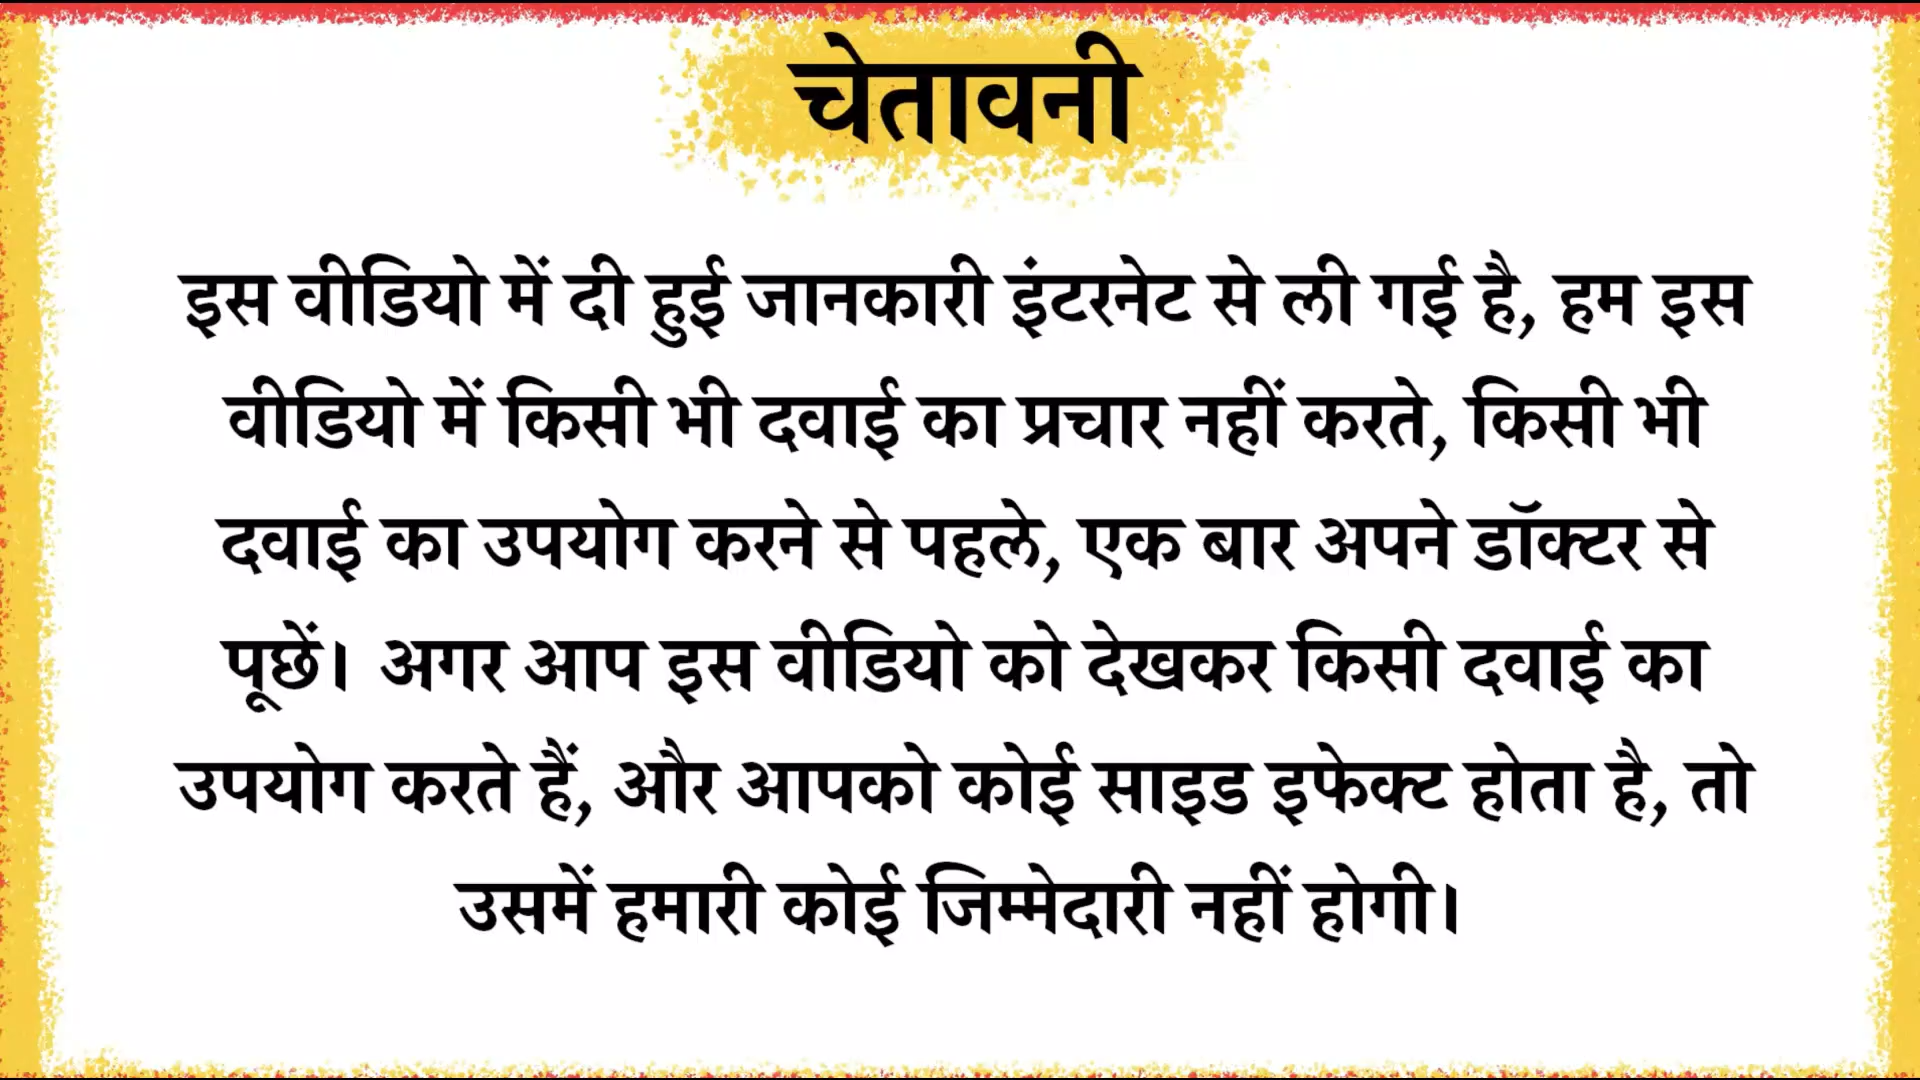 चेतावनी
इस वीडियो में दी हुई जानकारी इंटरनेट से ली गई है, हम इस
वीडियो में किसी भी दवाई का प्रचार नहीं करते, किसी भी
दवाई का उपयोग करने से पहले, एक बार अपने डॉक्टर से
पूछें। अगर आप इस वीडियो को देखकर किसी दवाई का
उपयोग करते हैं, और आपको कोई साइड इफेक्ट होता है, तो
उसमें हमारी कोई जिम्मेदारी नहीं होगी।